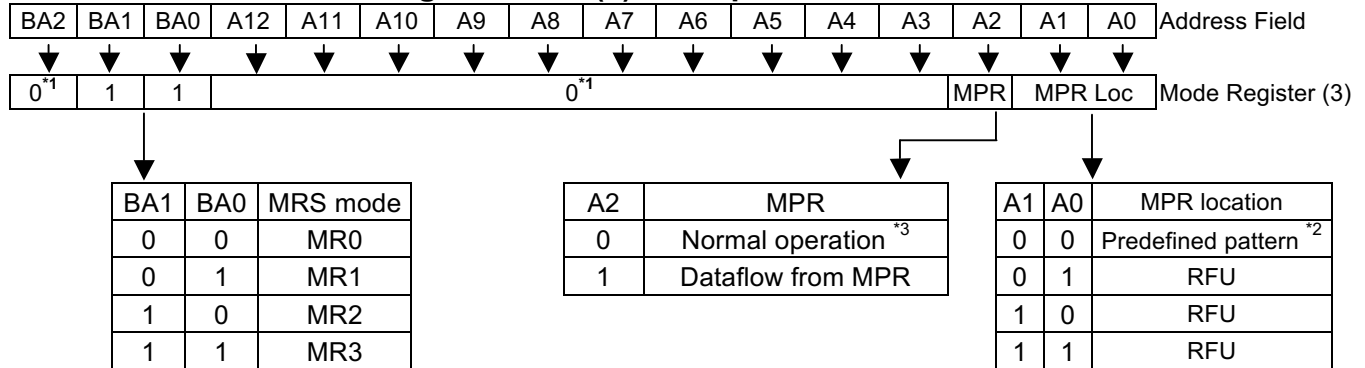 BA2 BA1 BA0 A12 A11 A10 A9 A8 A7 A6 A5 A4 A3 A2 A1 A0 Address Field
0*1 1 1 0*1 MPR MPR Loc Mode Register (3)
BA1 BA0 MRS mode
0 0 MR0
0 1 MR1
1 0 MR2
1 1 MR3
A2 MPR
0 Normal operation *3
1 Dataflow from MPR
A1 A0 MPR location
0 0 Predefined pattern *2
0 1 RFU
1 0 RFU
1 1 RFU